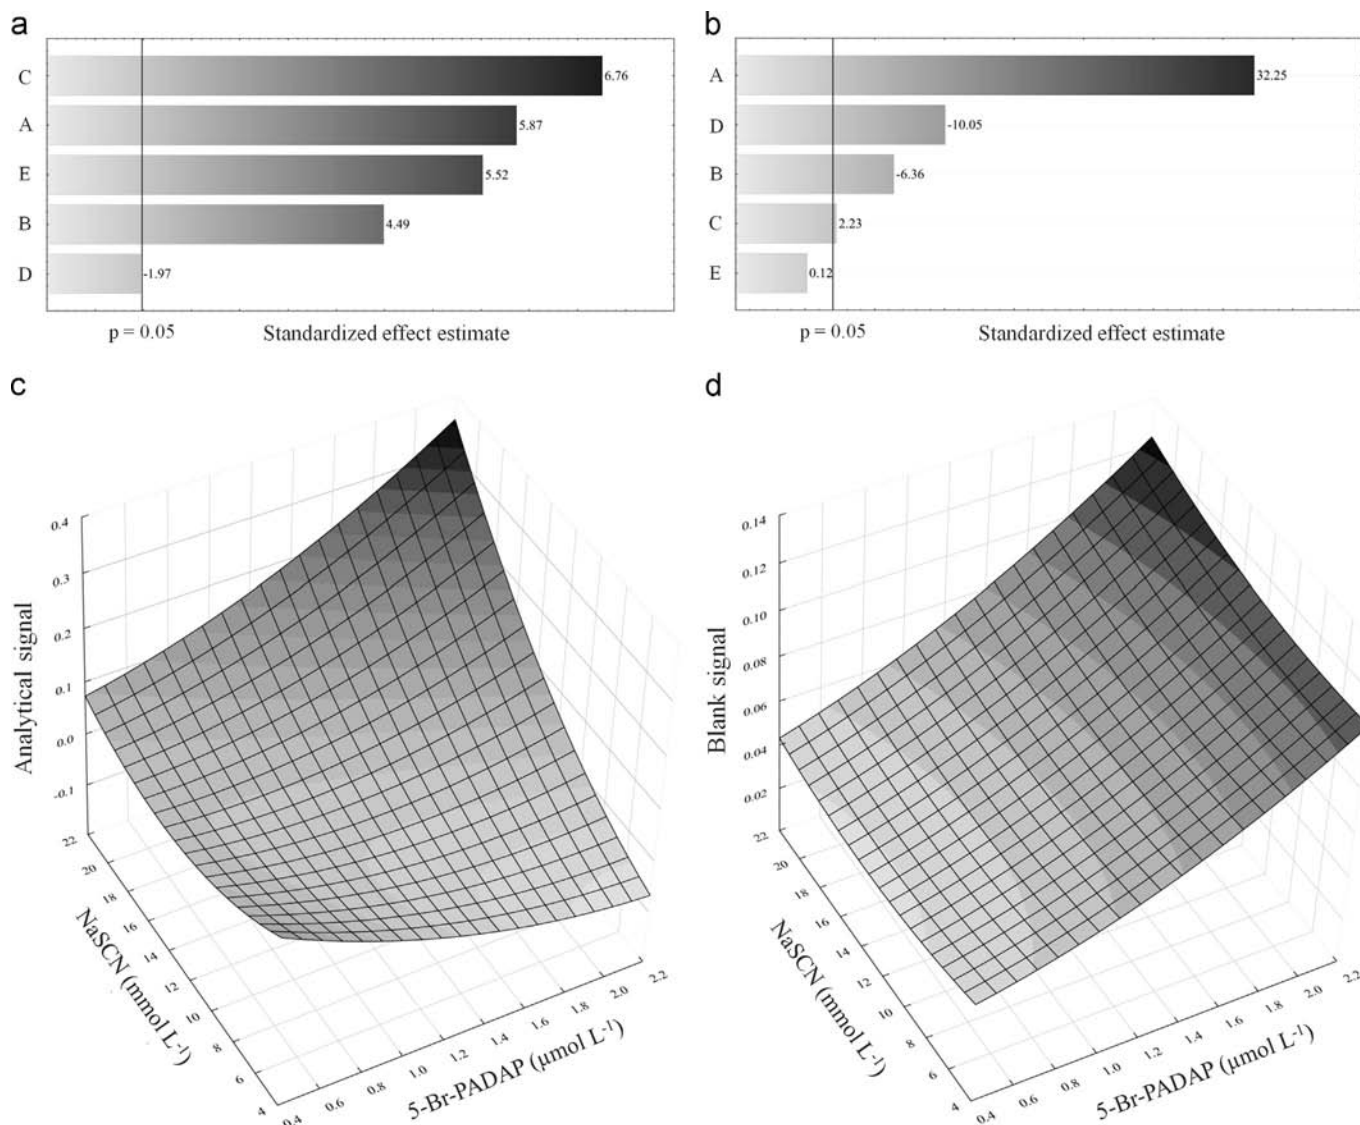 a
C
6.76
A
5.87
E
5.52
B
4.49
D
-1.97
p = 0.05 Standardized effect estimate
b
A
32.25
D
-10.05
B
-6.36
C
2.23
E
0.12
p = 0.05 Standardized effect estimate
c
Analytical signal
0.4
0.3
0.2
0.1
0.0
-0.1
NaSCN (mmol L-1)
22
20
18
16
14
12
10
8
6
4
5-Br-PADAP (µmol L-1)
0.4
0.6
0.8
1.0
1.2
1.4
1.6
1.8
2.0
2.2
d
Blank signal
0.14
0.12
0.10
0.08
0.06
0.04
0.02
NaSCN (mmol L-1)
22
20
18
16
14
12
10
8
6
4
5-Br-PADAP (µmol L-1)
0.4
0.6
0.8
1.0
1.2
1.4
1.6
1.8
2.0
2.2